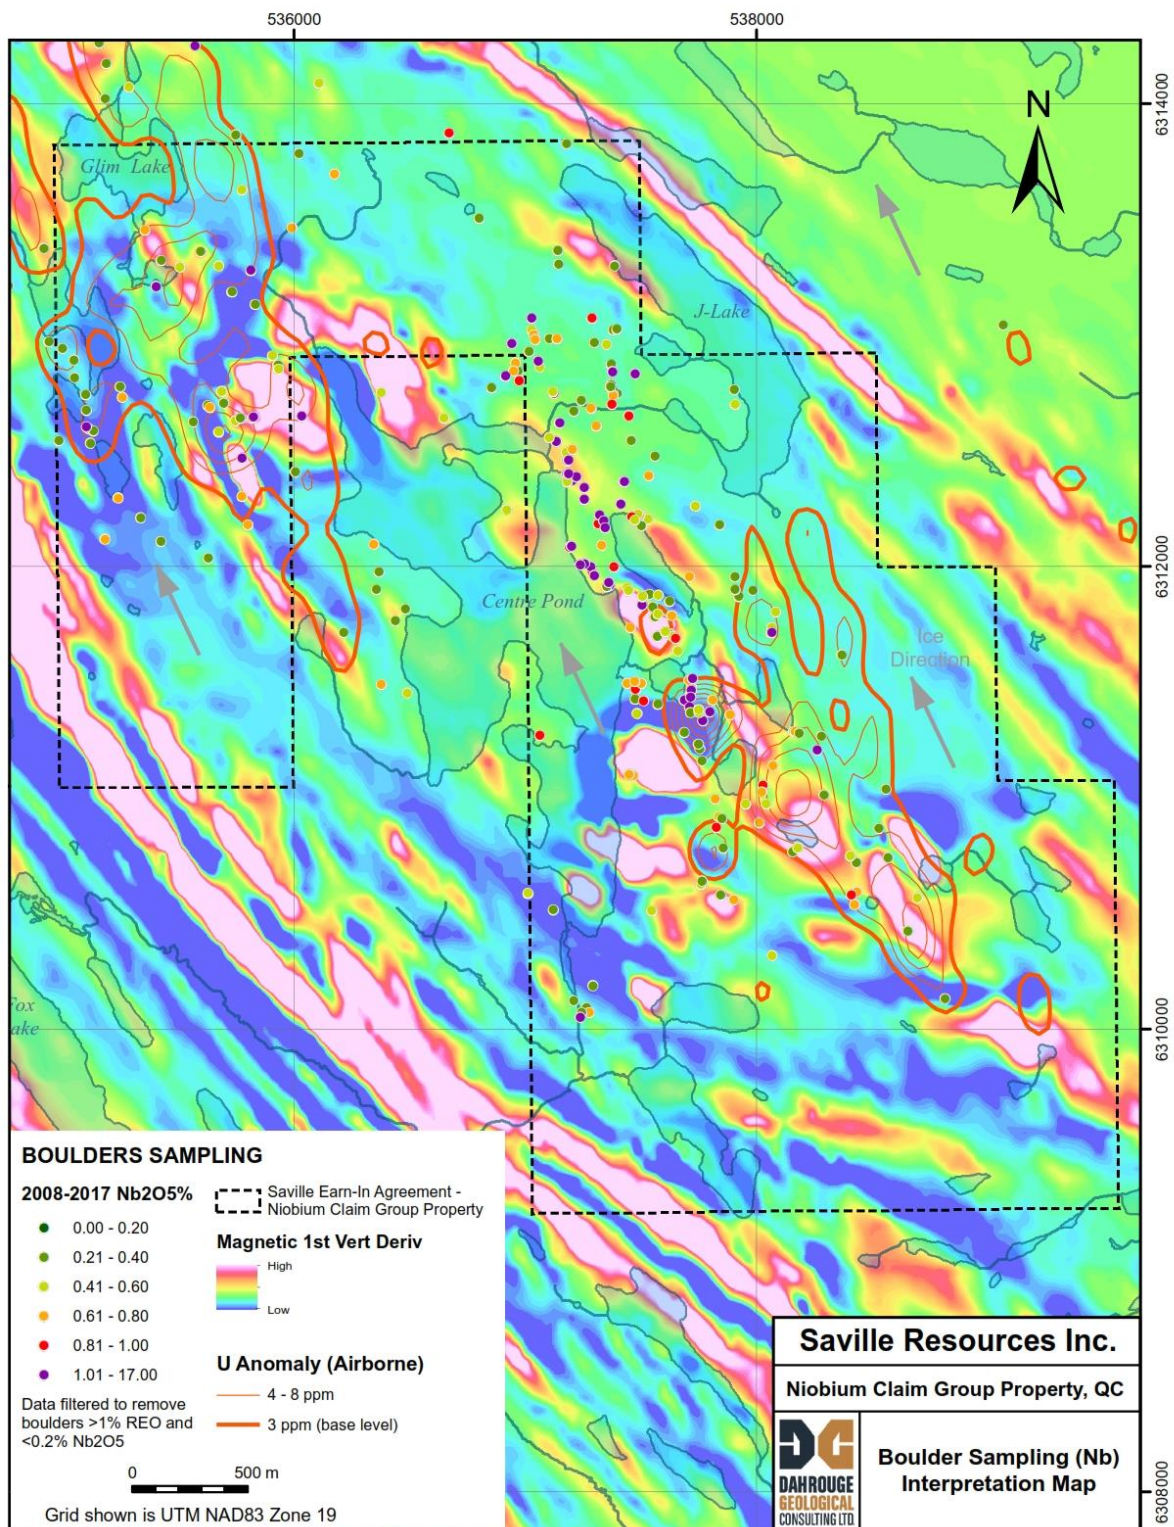 536000
538000
6314000
N
Glim Lake
J-Lake
6312000
Centre Pond
Ice
Direction
6310000
Fox
ake
BOULDERS SAMPLING
2008-2017 Nb2O5%
0.00 - 0.20
0.21 - 0.40
0.41 - 0.60
0.61 - 0.80
0.81 - 1.00
1.01 - 17.00
Data filtered to remove
boulders >1% REO and
<0.2% Nb2O5
Saville Earn-In Agreement -
Niobium Claim Group Property
Magnetic 1st Vert Deriv
High
Low
U Anomaly (Airborne)
4 - 8 ppm
3 ppm (base level)
0 500 m
Grid shown is UTM NAD83 Zone 19
Saville Resources Inc.
Niobium Claim Group Property, QC
DAHROUGE
GEOLOGICAL
CONSULTING LTD.
Boulder Sampling (Nb)
Interpretation Map
6308000